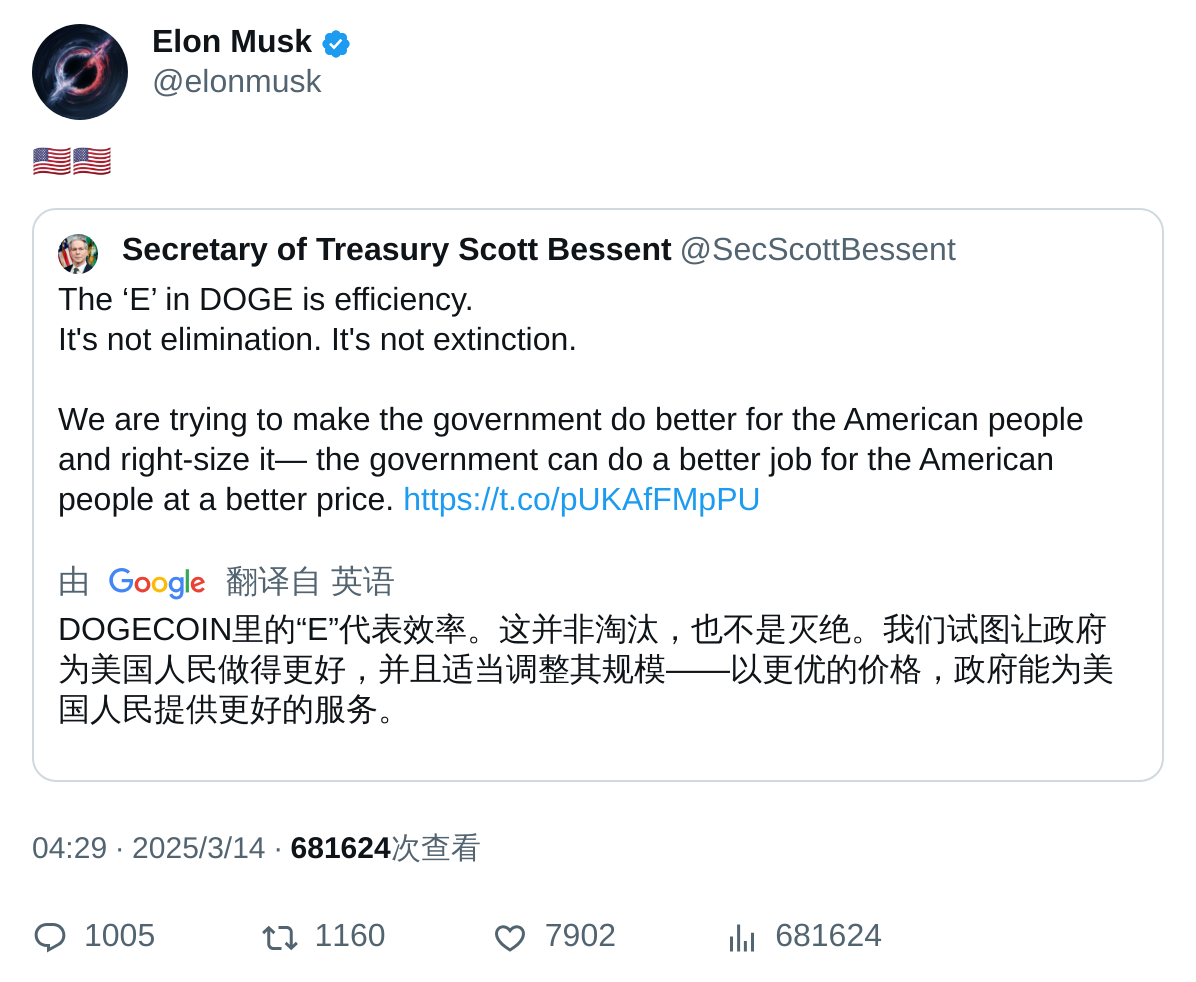 Elon Musk
@elonmusk
🇺🇸🇺🇸
Secretary of Treasury Scott Bessent @SecScottBessent
The ‘E’ in DOGE is efficiency.
It's not elimination. It's not extinction.
We are trying to make the government do better for the American people
and right-size it— the government can do a better job for the American
people at a better price. https://t.co/pUKAfFMpPU
由 Google 翻译自 英语
DOGECOIN里的“E”代表效率。这并非淘汰，也不是灭绝。我们试图让政府
为美国人民做得更好，并且适当调整其规模——以更优的价格，政府能为美
国人民提供更好的服务。
04:29 · 2025/3/14 · 681624次查看
1005 1160 7902 681624